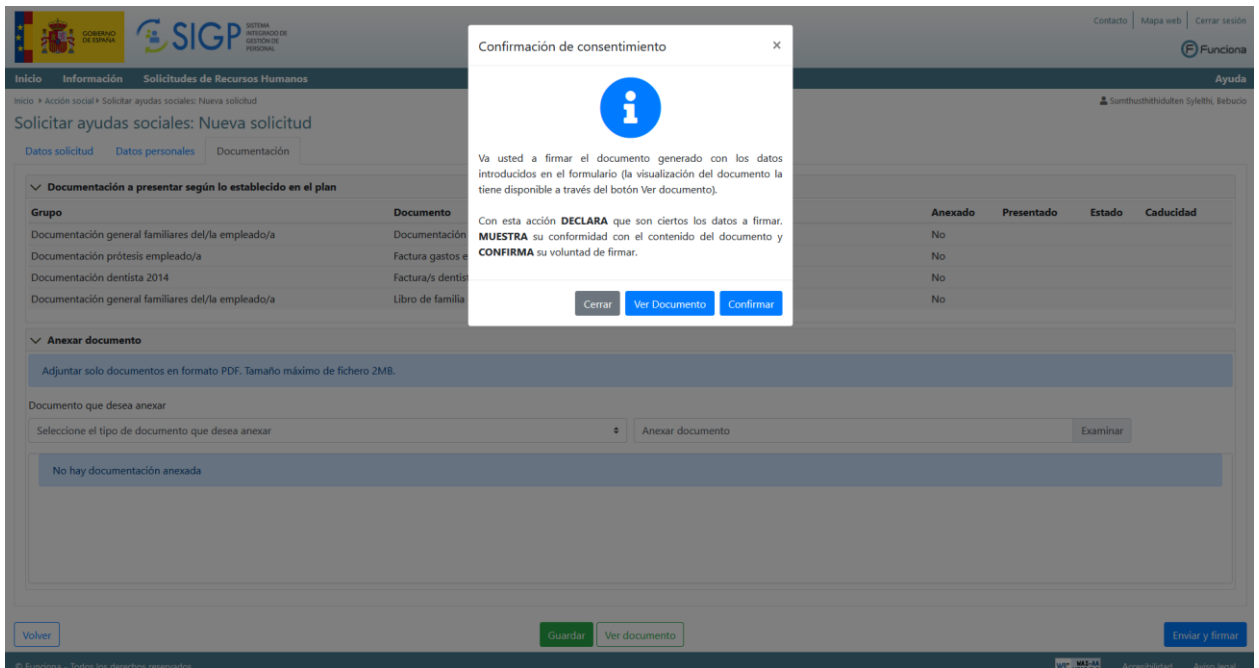 GOBIERNO
DE ESPAÑA
SIGP
SISTEMA
INTEGRADO DE
GESTIÓN DE
PERSONAL
Contacto Mapa web Cerrar sesión
Funciona
Inicio Información Solicitudes de Recursos Humanos Ayuda
Inicio Acción social Solicitar ayudas sociales: Nueva solicitud
Sumthusthithidulten Sylelthi, Bebucio
Solicitar ayudas sociales: Nueva solicitud
Datos solicitud Datos personales Documentación
Documentación a presentar según lo establecido en el plan
Grupo Documento Anexado Presentado Estado Caducidad
Documentación general familiares del/la empleado/a Documentación No
Documentación prótesis empleado/a Factura gastos No
Documentación dentista 2014 Factura/s No
Documentación general familiares del/la empleado/a Libro de familia No
Confirmación de consentimiento ×
Va usted a firmar el documento generado con los datos
introducidos en el formulario (la visualización del documento la
tiene disponible a través del botón Ver documento).
Con esta acción DECLARA que son ciertos los datos a firmar.
MUESTRA su conformidad con el contenido del documento y
CONFIRMA su voluntad de firmar.
Cerrar Ver Documento Confirmar
Anexar documento
Adjuntar solo documentos en formato PDF. Tamaño máximo de fichero 2MB.
Documento que desea anexar
Seleccione el tipo de documento que desea anexar Anexar documento Examinar
No hay documentación anexada
Volver Guardar Ver documento Enviar y firmar
© Funciona - Todos los derechos reservados Accesibilidad Aviso legal